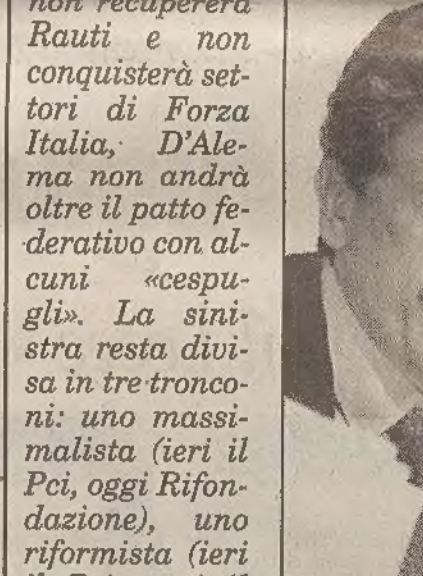 non recupererà
Rauti e non
conquisterà set-
tori di Forza
Italia, D'Ale-
ma non andrà
oltre il patto fe-
derativo con al-
cuni «cespu-
gli». La sini-
stra resta divi-
sa in tre tronco-
ni: uno massi-
malista (ieri il
Pci, oggi Rifon-
dazione), uno
riformista (ieri